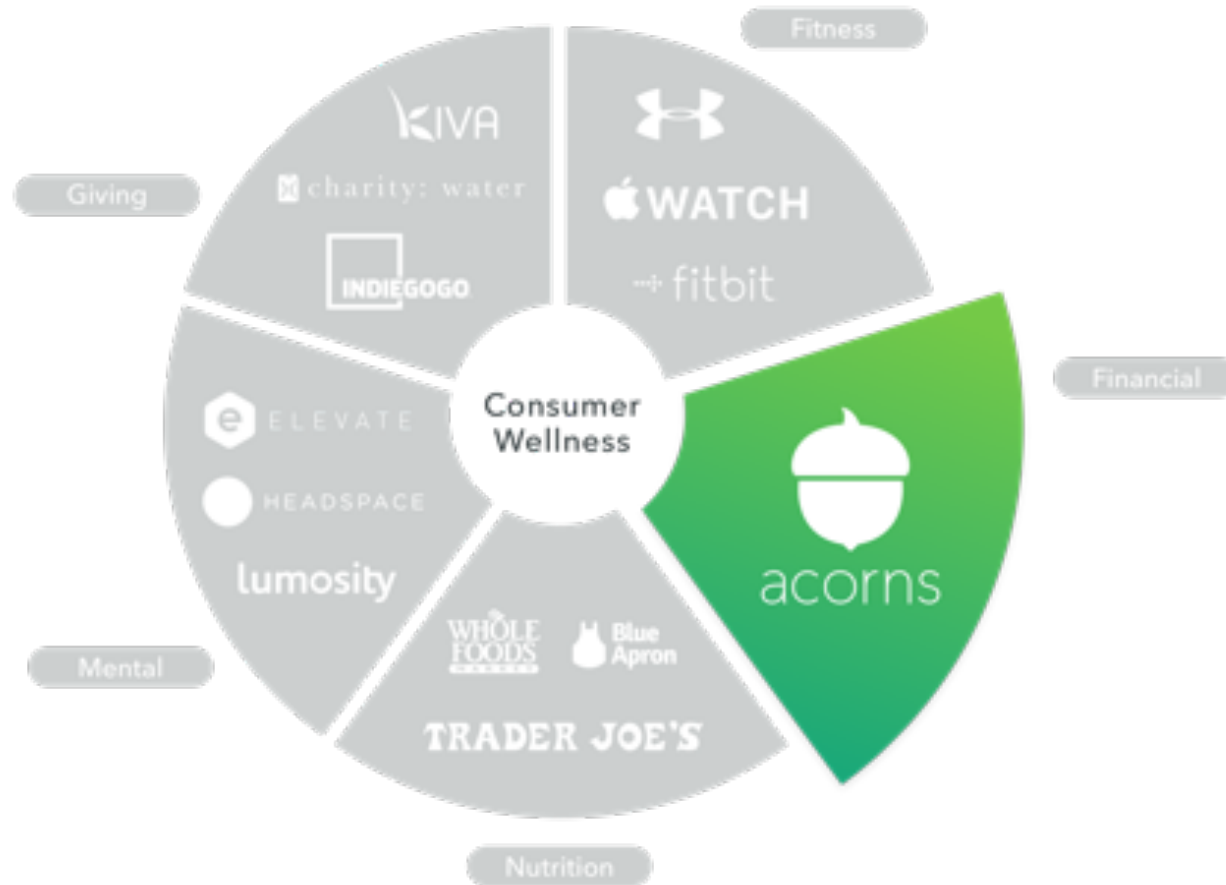 Fitness
KIVA
charity: water
INDIEGOGO
Giving
WATCH
fitbit
Consumer
Wellness
Financial
acorns
e ELEVATE
HEADSPACE
lumosity
Mental
WHOLE
FOODS
MARKET
Blue
Apron
TRADER JOE'S
Nutrition